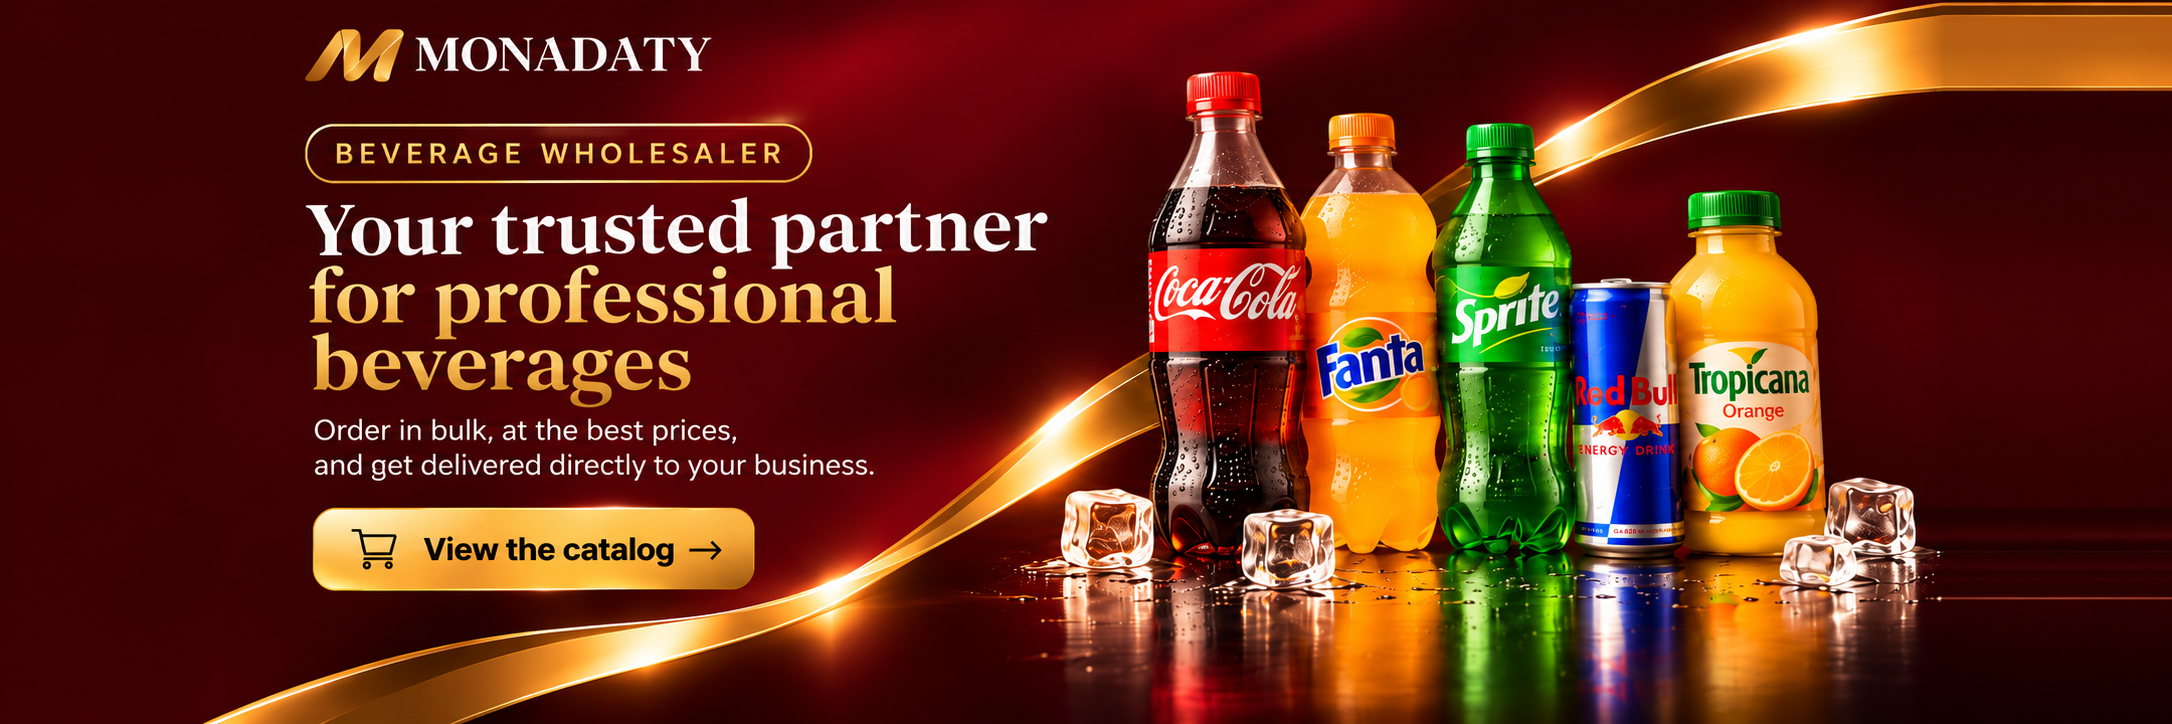 MONADATY
BEVERAGE WHOLESALER
Your trusted partner
for professional
beverages
Order in bulk, at the best prices,
and get delivered directly to your business.
View the catalog →
Coca-Cola
Fanta
Sprite
Red Bull
ENERGY DRINK
Tropicana
Orange